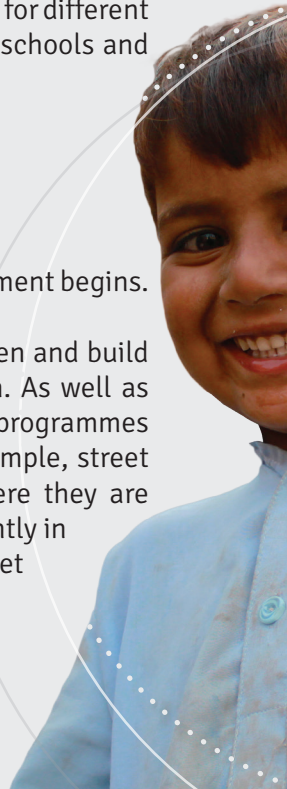 for different
schools and
ment begins.
en and build
. As well as
programmes
mple, street
ere they are
ntly in
et